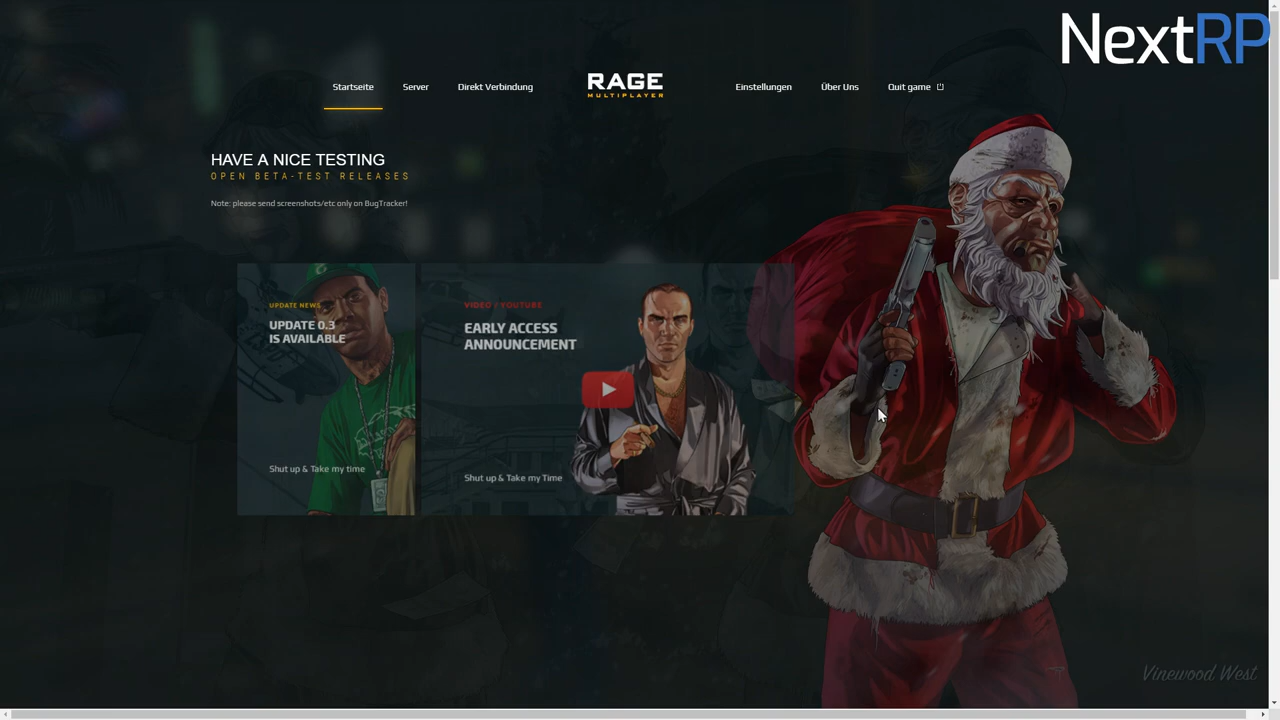 NextRP
Startseite
Server
Direkt Verbindung
RAGE
MULTIPLAYER
Einstellungen
Über Uns
Quit game
HAVE A NICE TESTING
OPEN BETA-TEST RELEASES
Note: please send screenshots/etc only on BugTracker!
UPDATE NEWS
UPDATE 0.3
IS AVAILABLE
Shut up & Take my time
VIDEO / YOUTUBE
EARLY ACCESS
ANNOUNCEMENT
Shut up & Take my Time
Vinewood West